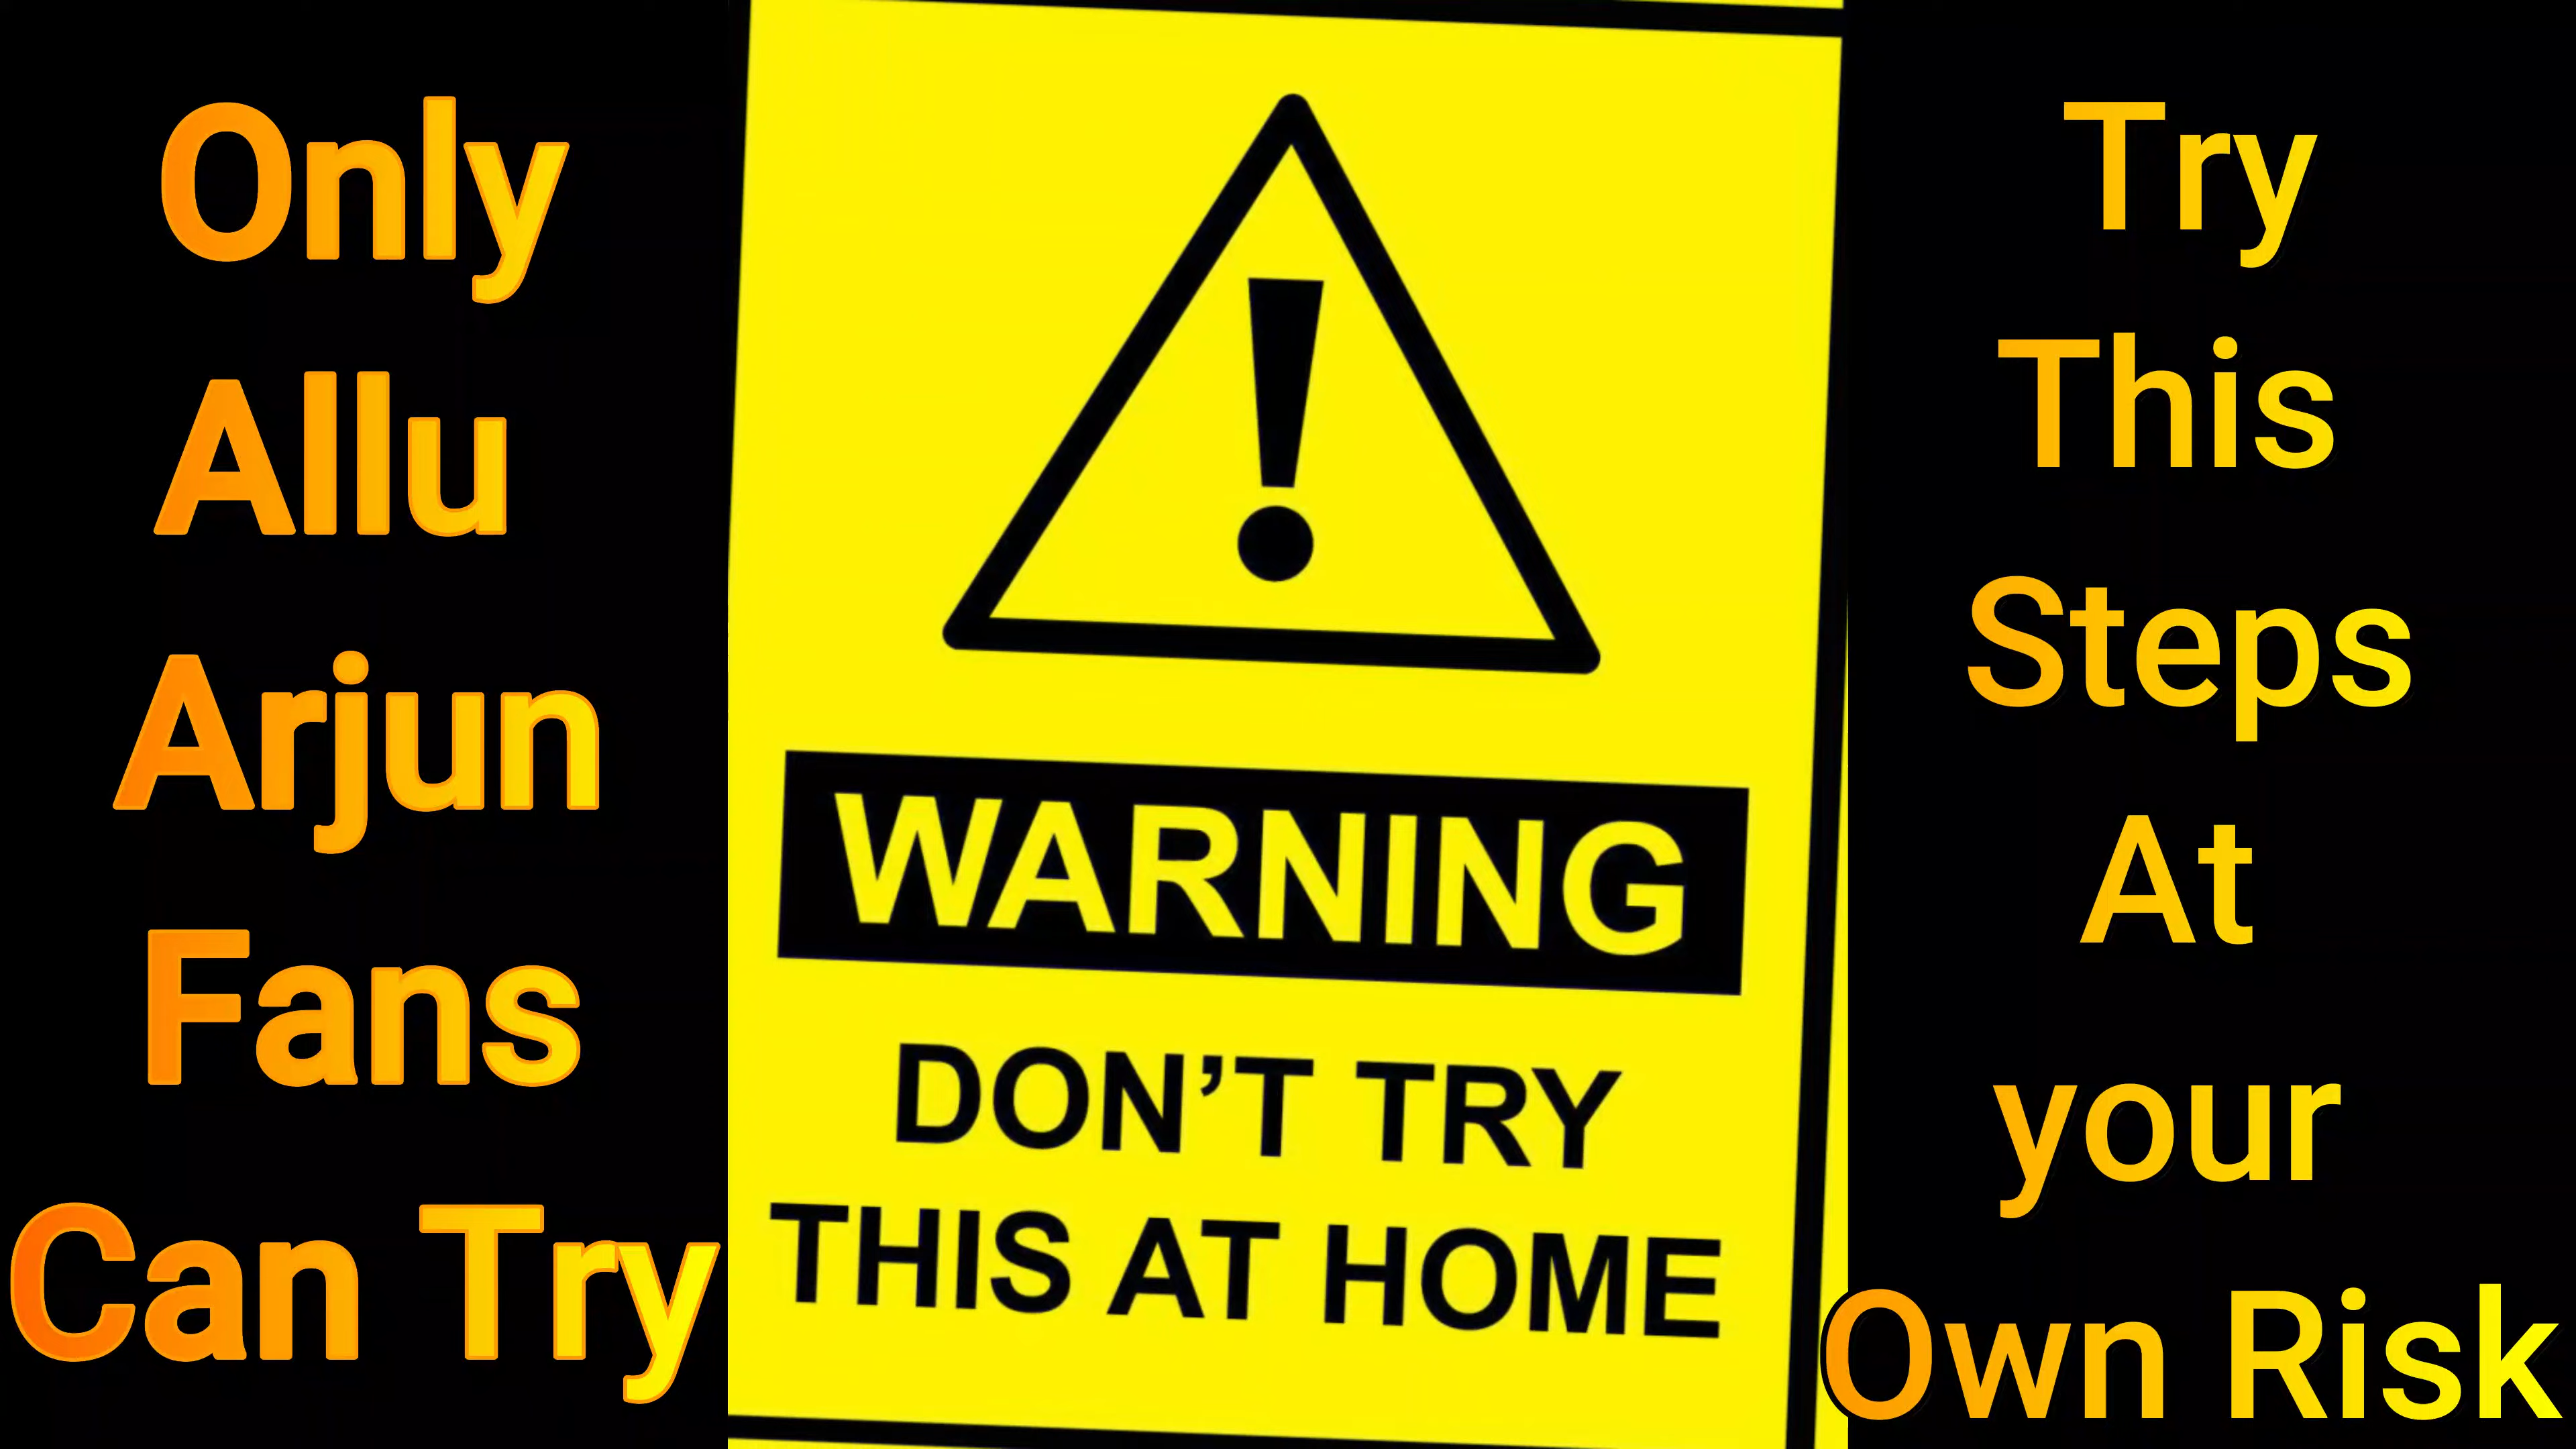 Only
Allu
Arjun
Fans
Can Try
!
WARNING
DON'T TRY
THIS AT HOME
Try
This
Steps
At
your
Own Risk